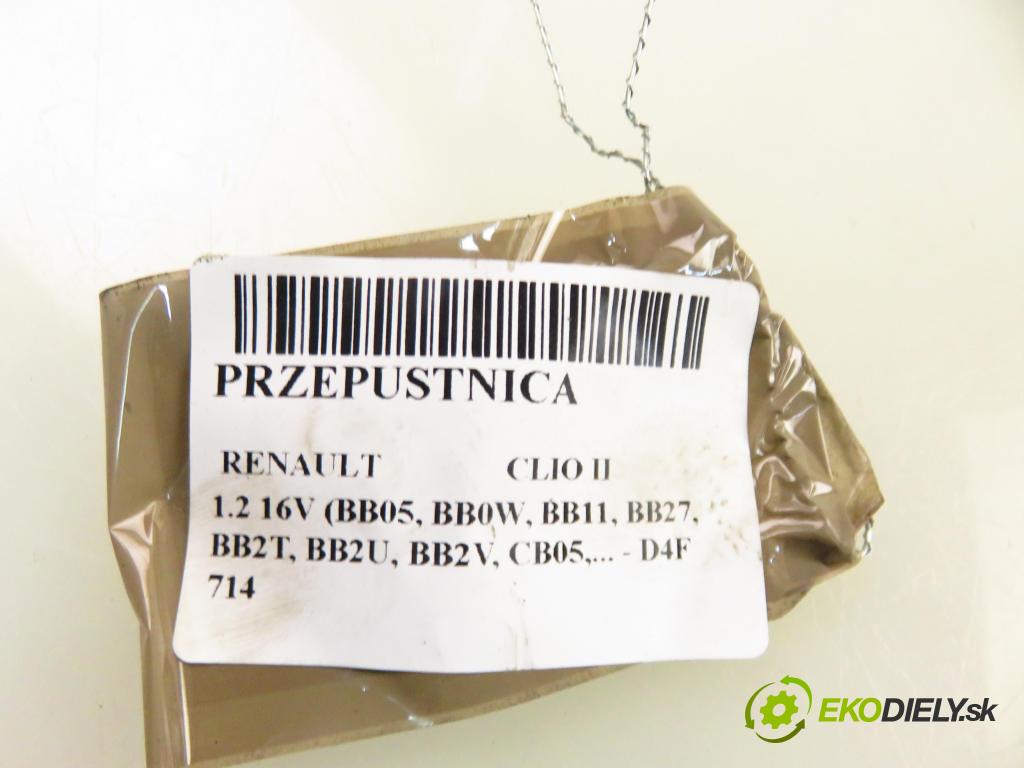 PRZEPUSTNICA
RENAULT CLIO II
1.2 16V (BB05, BB0W, BB11, BB27,
BB2T, BB2U, BB2V, CB05,... - D4F
714
EKODIELY.sk